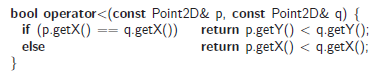 bool operator<(const Point2D& p, const Point2D& q) {
if (p.getX() == q.getX()) return p.getY() < q.getY();
else return p.getX() < q.getX();
}